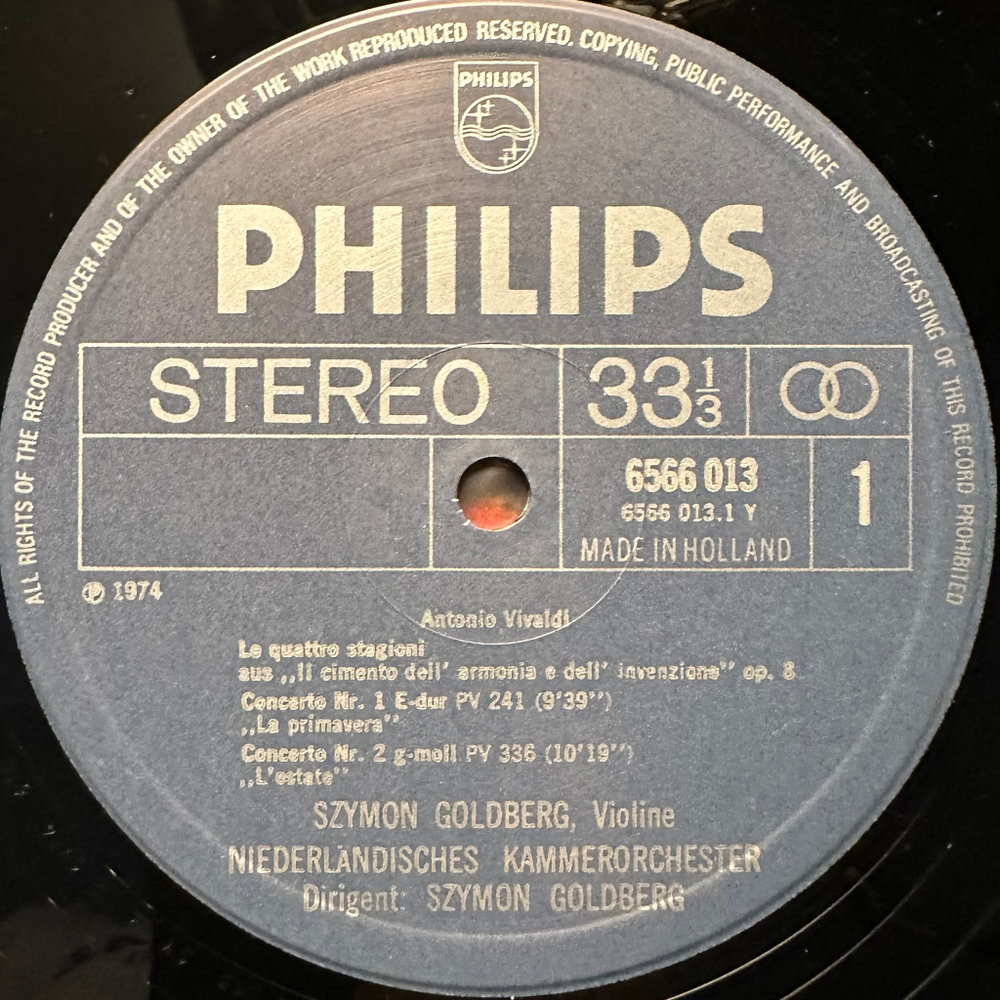 ALL RIGHTS OF THE RECORD PRODUCER AND OF THE OWNER OF THE WORK REPRODUCED RESERVED. COPYING, PUBLIC PERFORMANCE AND BROADCASTING OF THIS RECORD PROHIBITED
PHILIPS
PHILIPS
STEREO 33 1/3
6566 013 1
6566 013.1 Y
MADE IN HOLLAND
℗ 1974
Antonio Vivaldi
Le quattro stagioni
aus „Il cimento dell' armonia e dell' invenzione” op. 8
Concerto Nr. 1 E-dur PV 241 (9'39'')
„La primavera”
Concerto Nr. 2 g-moll PV 336 (10'19'')
„L'estate”
SZYMON GOLDBERG, Violine
NIEDERLÄNDISCHES KAMMERORCHESTER
Dirigent: SZYMON GOLDBERG